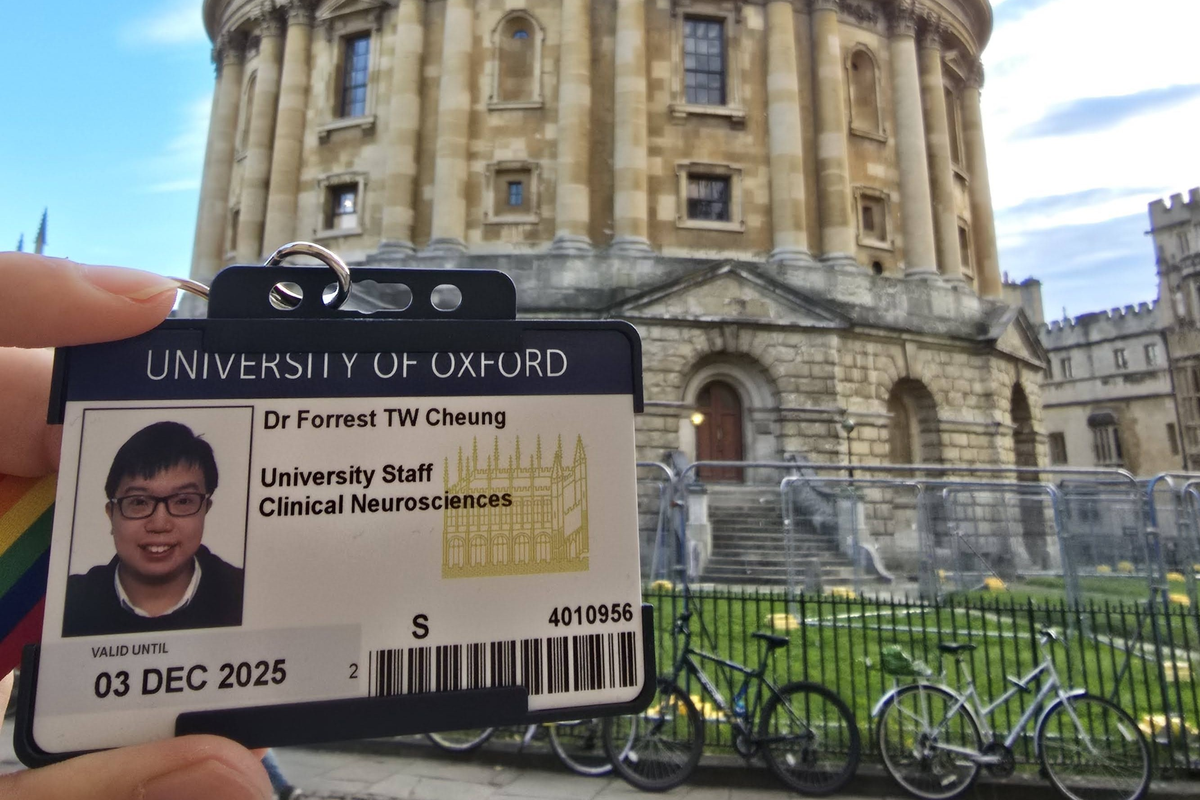 UNIVERSITY OF OXFORD
Dr Forrest TW Cheung
University Staff
Clinical Neurosciences
S
4010956
VALID UNTIL
03 DEC 2025
2